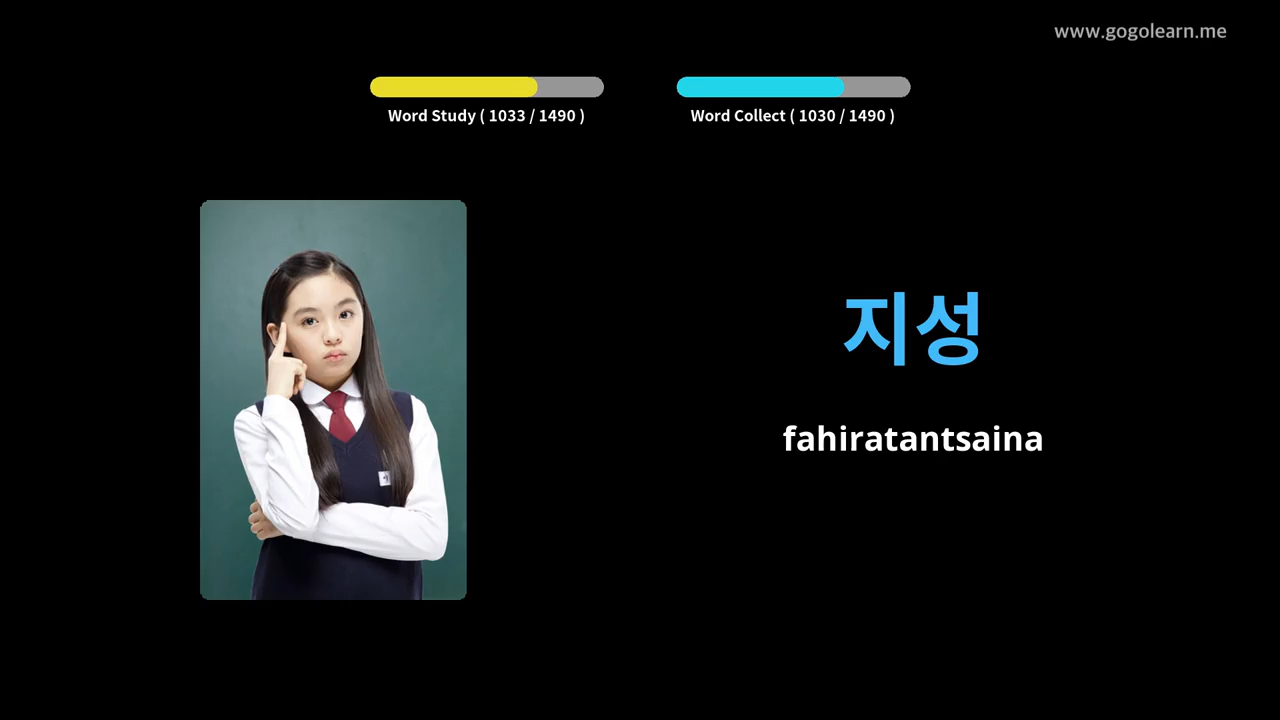 www.gogolearn.me
Word Study ( 1033 / 1490 )
Word Collect ( 1030 / 1490 )
지성
fahiratantsaina